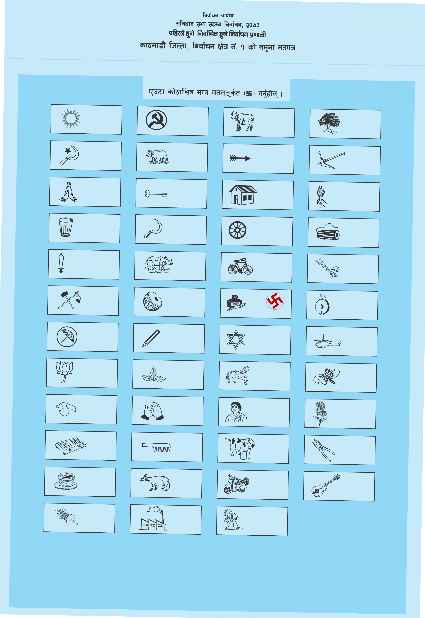 निर्वाचन आयोग
संविधान सभा सदस्य निर्वाचन, २०६४
पहिलो हुने निर्वाचित हुने निर्वाचन प्रणाली
काठमाडौं जिल्ला निर्वाचन क्षेत्र नं. १ को नमूना मतपत्र
एउटा कोठाभित्र मात्र मतसङ्केत गर्नुहोस् ।